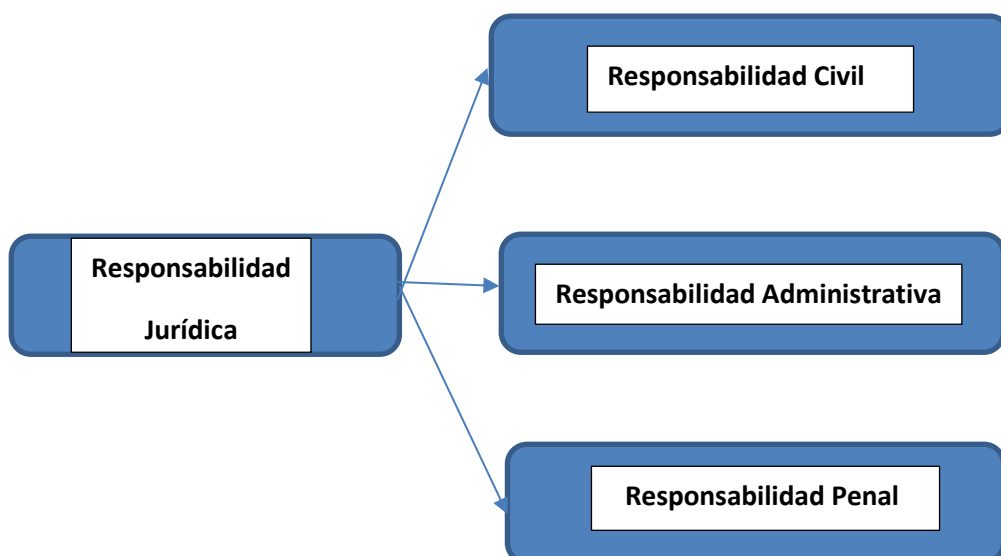 Responsabilidad Civil
Responsabilidad
Jurídica
Responsabilidad Administrativa
Responsabilidad Penal